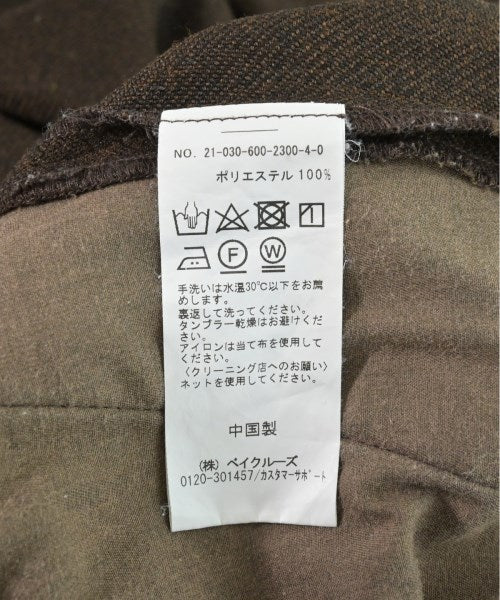 NO. 21-030-600-2300-4-0
ポリエステル 100%
F W
手洗いは水温30℃以下をお薦
めします。
裏返して洗ってください。
タンブラー乾燥はお避けくだ
さい。
アイロンは当て布を使用して
ください。
〈クリーニング店へのお願い〉
ネットを使用してください。
中国製
(株) ベイクルーズ
0120-301457/カスタマーサポート